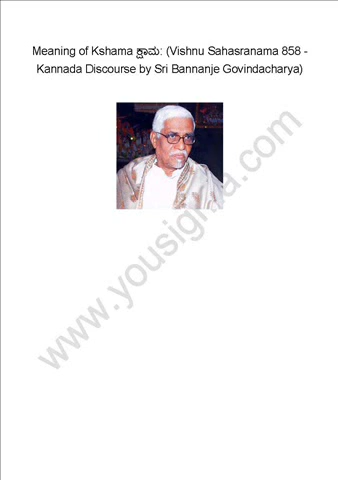 Meaning of Kshama ಕ್ಷಾಮ: (Vishnu Sahasranama 858 -
Kannada Discourse by Sri Bannanje Govindacharya)
www.yousigma.com